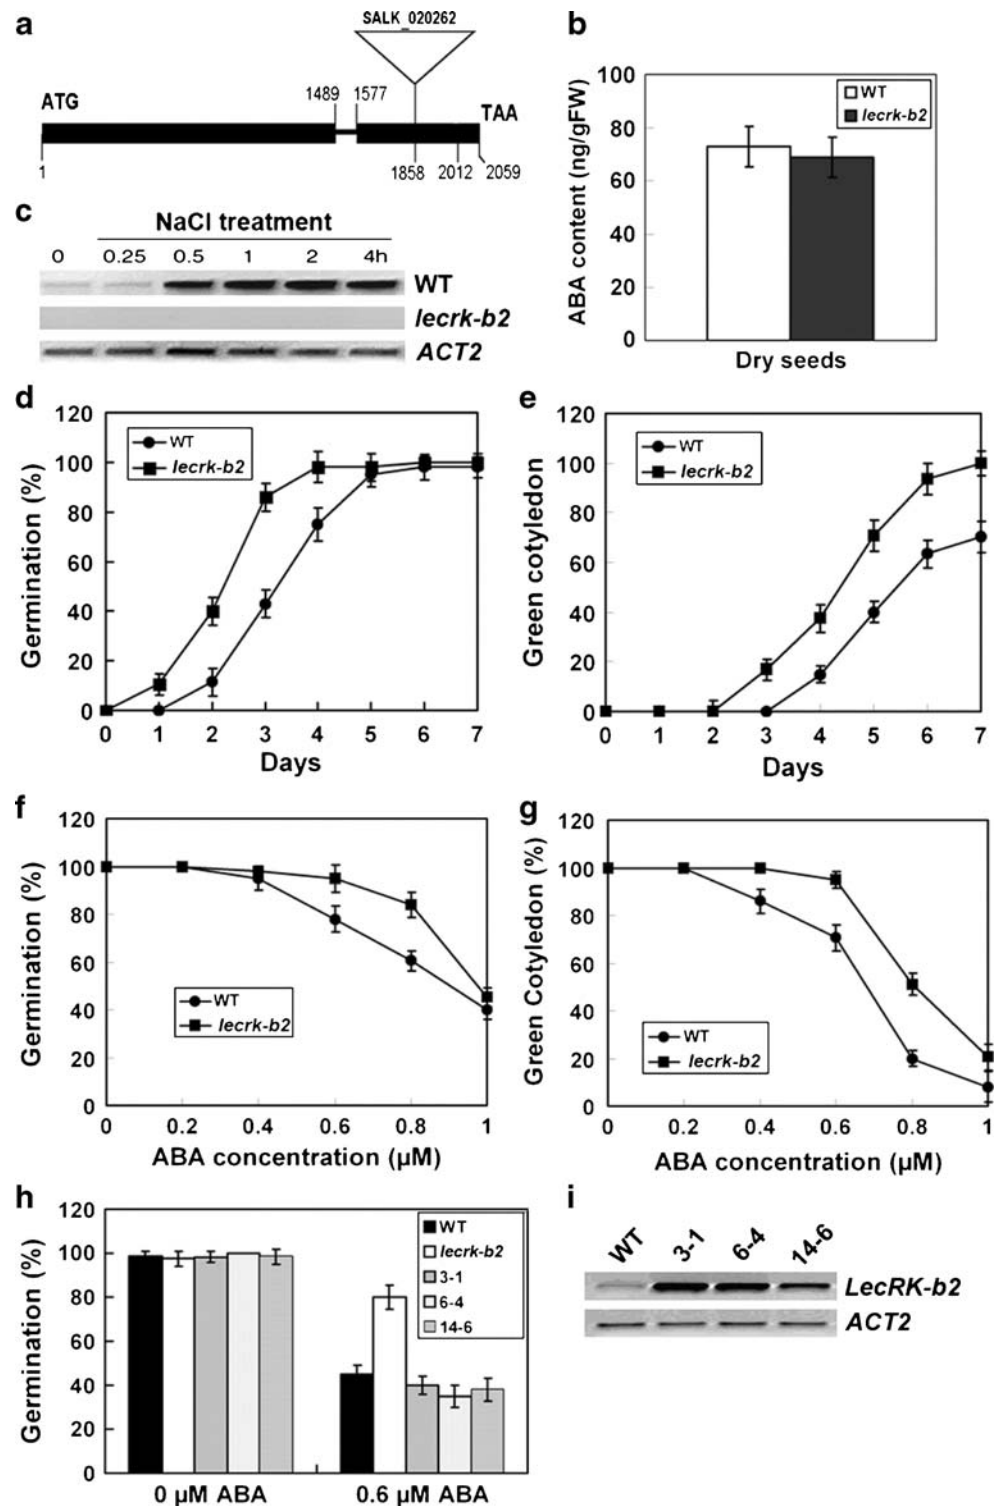 a
SALK_020262
ATG
1489
1577
TAA
1
1858
2012
2059
b
ABA content (ng/gFW)
100
80
60
40
20
0
WT
lecrk-b2
Dry seeds
c
NaCl treatment
0 0.25 0.5 1 2 4h
WT
lecrk-b2
ACT2
d
Germination (%)
120
100
80
60
40
20
0
WT
lecrk-b2
0 1 2 3 4 5 6 7
Days
e
Green cotyledon
120
100
80
60
40
20
0
WT
lecrk-b2
0 1 2 3 4 5 6 7
Days
f
Germination (%)
120
100
80
60
40
20
0
WT
lecrk-b2
0 0.2 0.4 0.6 0.8 1
ABA concentration (µM)
g
Green Cotyledon (%)
120
100
80
60
40
20
0
WT
lecrk-b2
0 0.2 0.4 0.6 0.8 1
ABA concentration (µM)
h
Germination (%)
120
100
80
60
40
20
0
WT
lecrk-b2
3-1
6-4
14-6
0 µM ABA 0.6 µM ABA
i
WT 3-1 6-4 14-6
LecRK-b2
ACT2